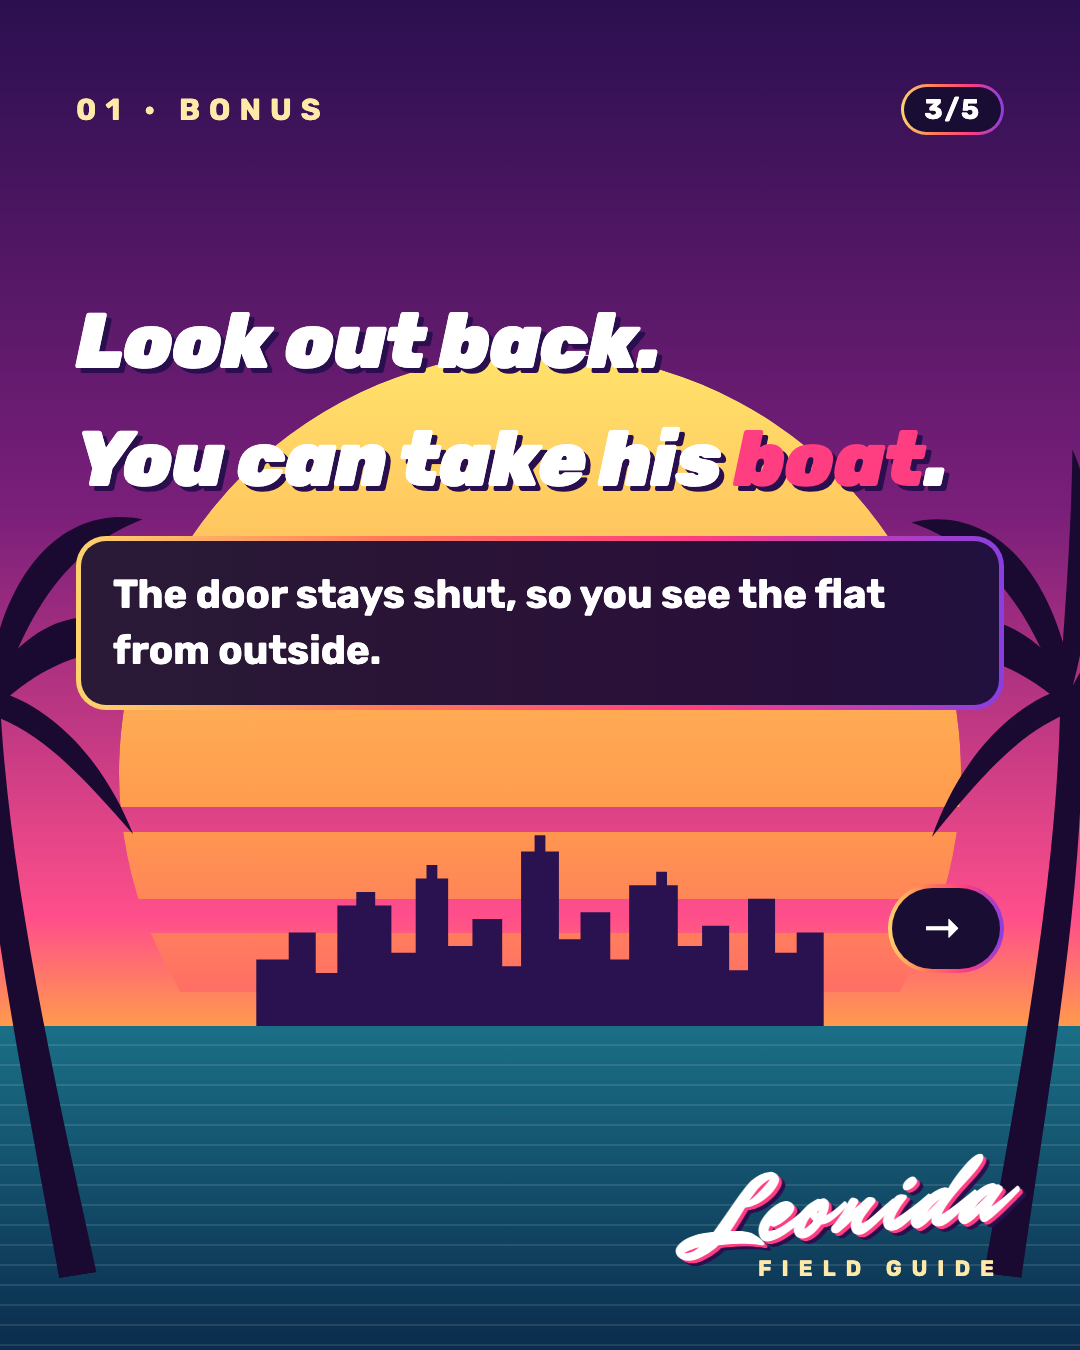 01 · BONUS
3/5
Look out back.
You can take his boat.
The door stays shut, so you see the flat
from outside.
→
Leonida
FIELD GUIDE